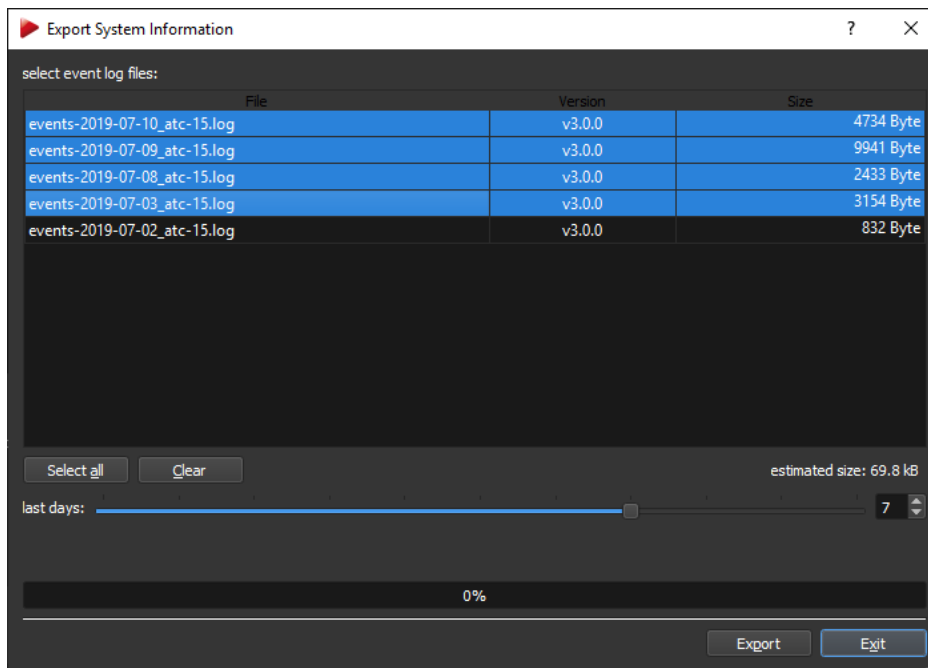 Export System Information ?
select event log files:
File Version Size
events-2019-07-10_atc-15.log v3.0.0 4734 Byte
events-2019-07-09_atc-15.log v3.0.0 9941 Byte
events-2019-07-08_atc-15.log v3.0.0 2433 Byte
events-2019-07-03_atc-15.log v3.0.0 3154 Byte
events-2019-07-02_atc-15.log v3.0.0 832 Byte
Select all Clear estimated size: 69.8 kB
last days: 7
0%
Export Exit